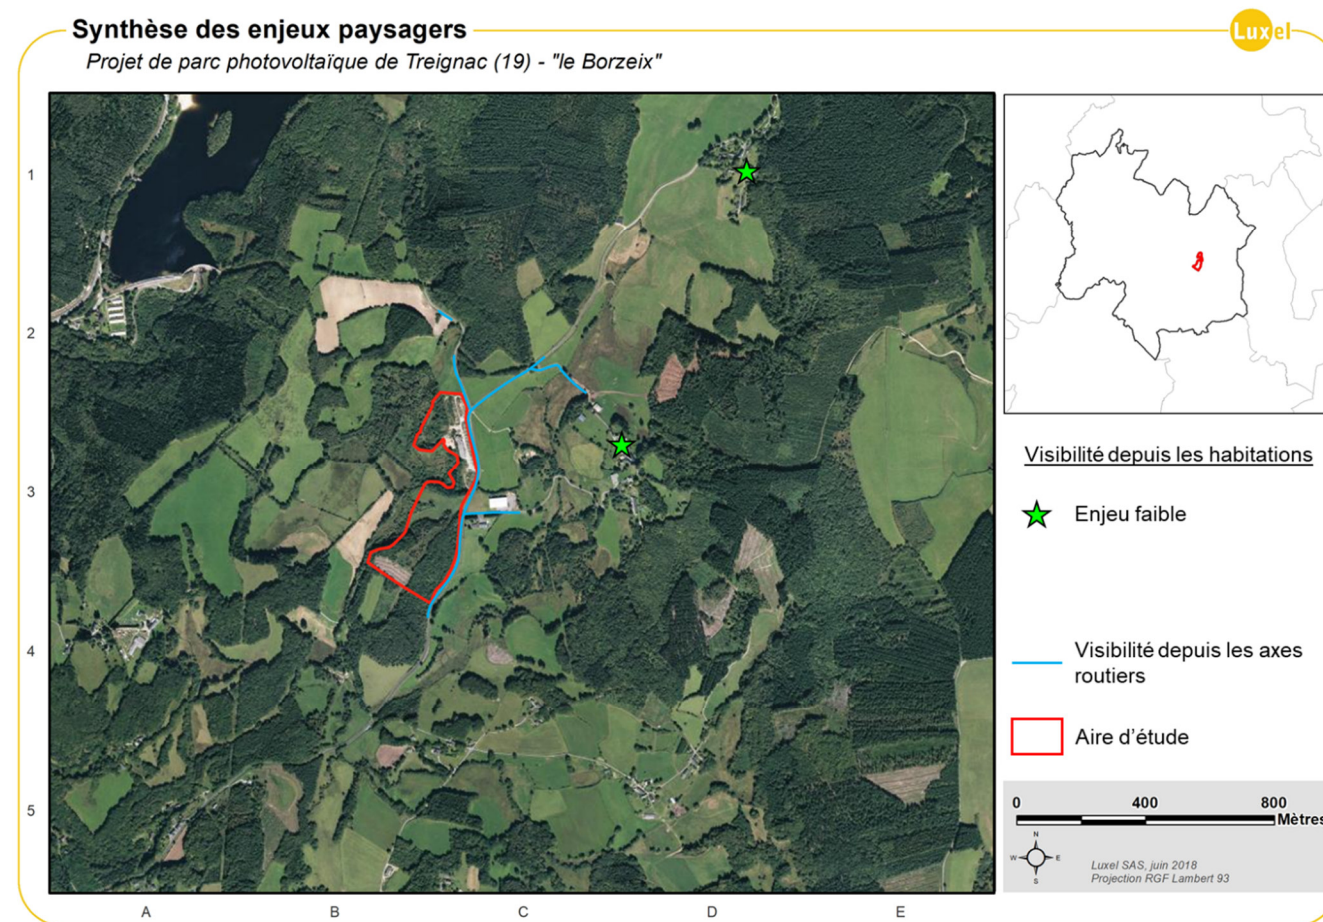 Synthèse des enjeux paysagers
Luxel
Projet de parc photovoltaïque de Treignac (19) - "le Borzeix"
1
2
3
4
5
A
B
C
D
E
Visibilité depuis les habitations
Enjeu faible
Visibilité depuis les axes
routiers
Aire d'étude
0 400 800
Mètres
N
W E
S
Luxel SAS, juin 2018
Projection RGF Lambert 93